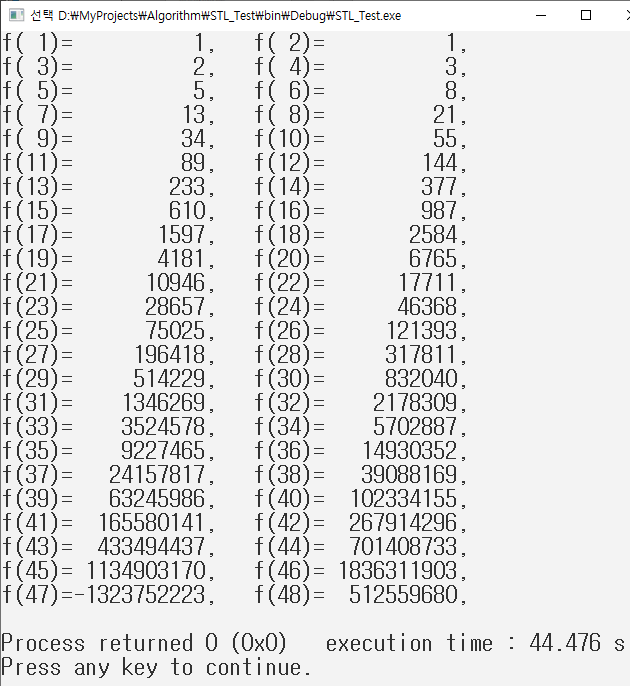 선택 D:₩MyProjects₩Algorithm₩STL_Test₩bin₩Debug₩STL_Test.exe
f( 1)=          1,   f( 2)=          1,
f( 3)=          2,   f( 4)=          3,
f( 5)=          5,   f( 6)=          8,
f( 7)=         13,   f( 8)=         21,
f( 9)=         34,   f(10)=         55,
f(11)=         89,   f(12)=        144,
f(13)=        233,   f(14)=        377,
f(15)=        610,   f(16)=        987,
f(17)=       1597,   f(18)=       2584,
f(19)=       4181,   f(20)=       6765,
f(21)=      10946,   f(22)=      17711,
f(23)=      28657,   f(24)=      46368,
f(25)=      75025,   f(26)=     121393,
f(27)=     196418,   f(28)=     317811,
f(29)=     514229,   f(30)=     832040,
f(31)=    1346269,   f(32)=    2178309,
f(33)=    3524578,   f(34)=    5702887,
f(35)=    9227465,   f(36)=   14930352,
f(37)=   24157817,   f(38)=   39088169,
f(39)=   63245986,   f(40)=  102334155,
f(41)=  165580141,   f(42)=  267914296,
f(43)=  433494437,   f(44)=  701408733,
f(45)= 1134903170,   f(46)= 1836311903,
f(47)=-1323752223,   f(48)=  512559680,
Process returned 0 (0x0)   execution time : 44.476 s
Press any key to continue.